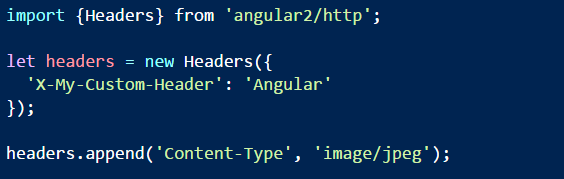 import {Headers} from 'angular2/http';
let headers = new Headers({
  'X-My-Custom-Header': 'Angular'
});
headers.append('Content-Type', 'image/jpeg');